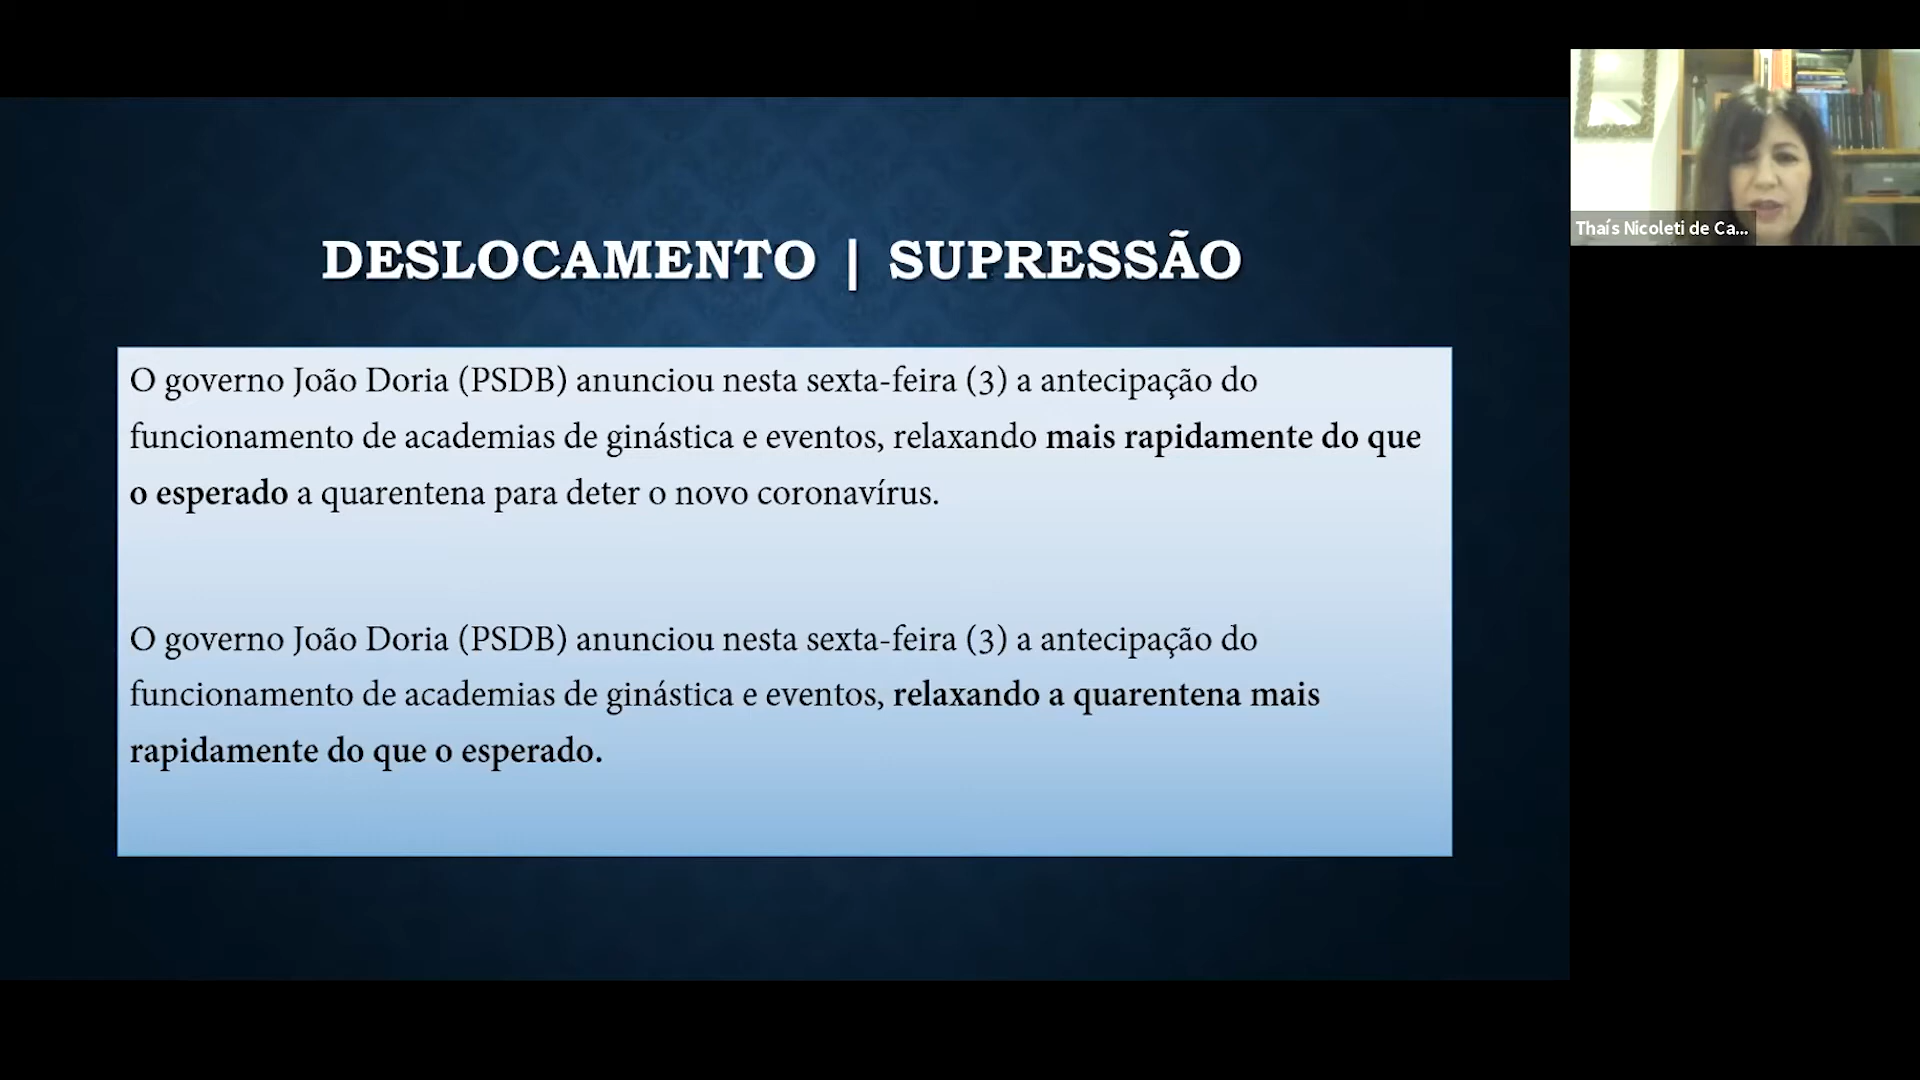 DESLOCAMENTO | SUPRESSÃO
O governo João Doria (PSDB) anunciou nesta sexta-feira (3) a antecipação do
funcionamento de academias de ginástica e eventos, relaxando mais rapidamente do que
o esperado a quarentena para deter o novo coronavírus.
O governo João Doria (PSDB) anunciou nesta sexta-feira (3) a antecipação do
funcionamento de academias de ginástica e eventos, relaxando a quarentena mais
rapidamente do que o esperado.
Thaís Nicoleti de Ca...